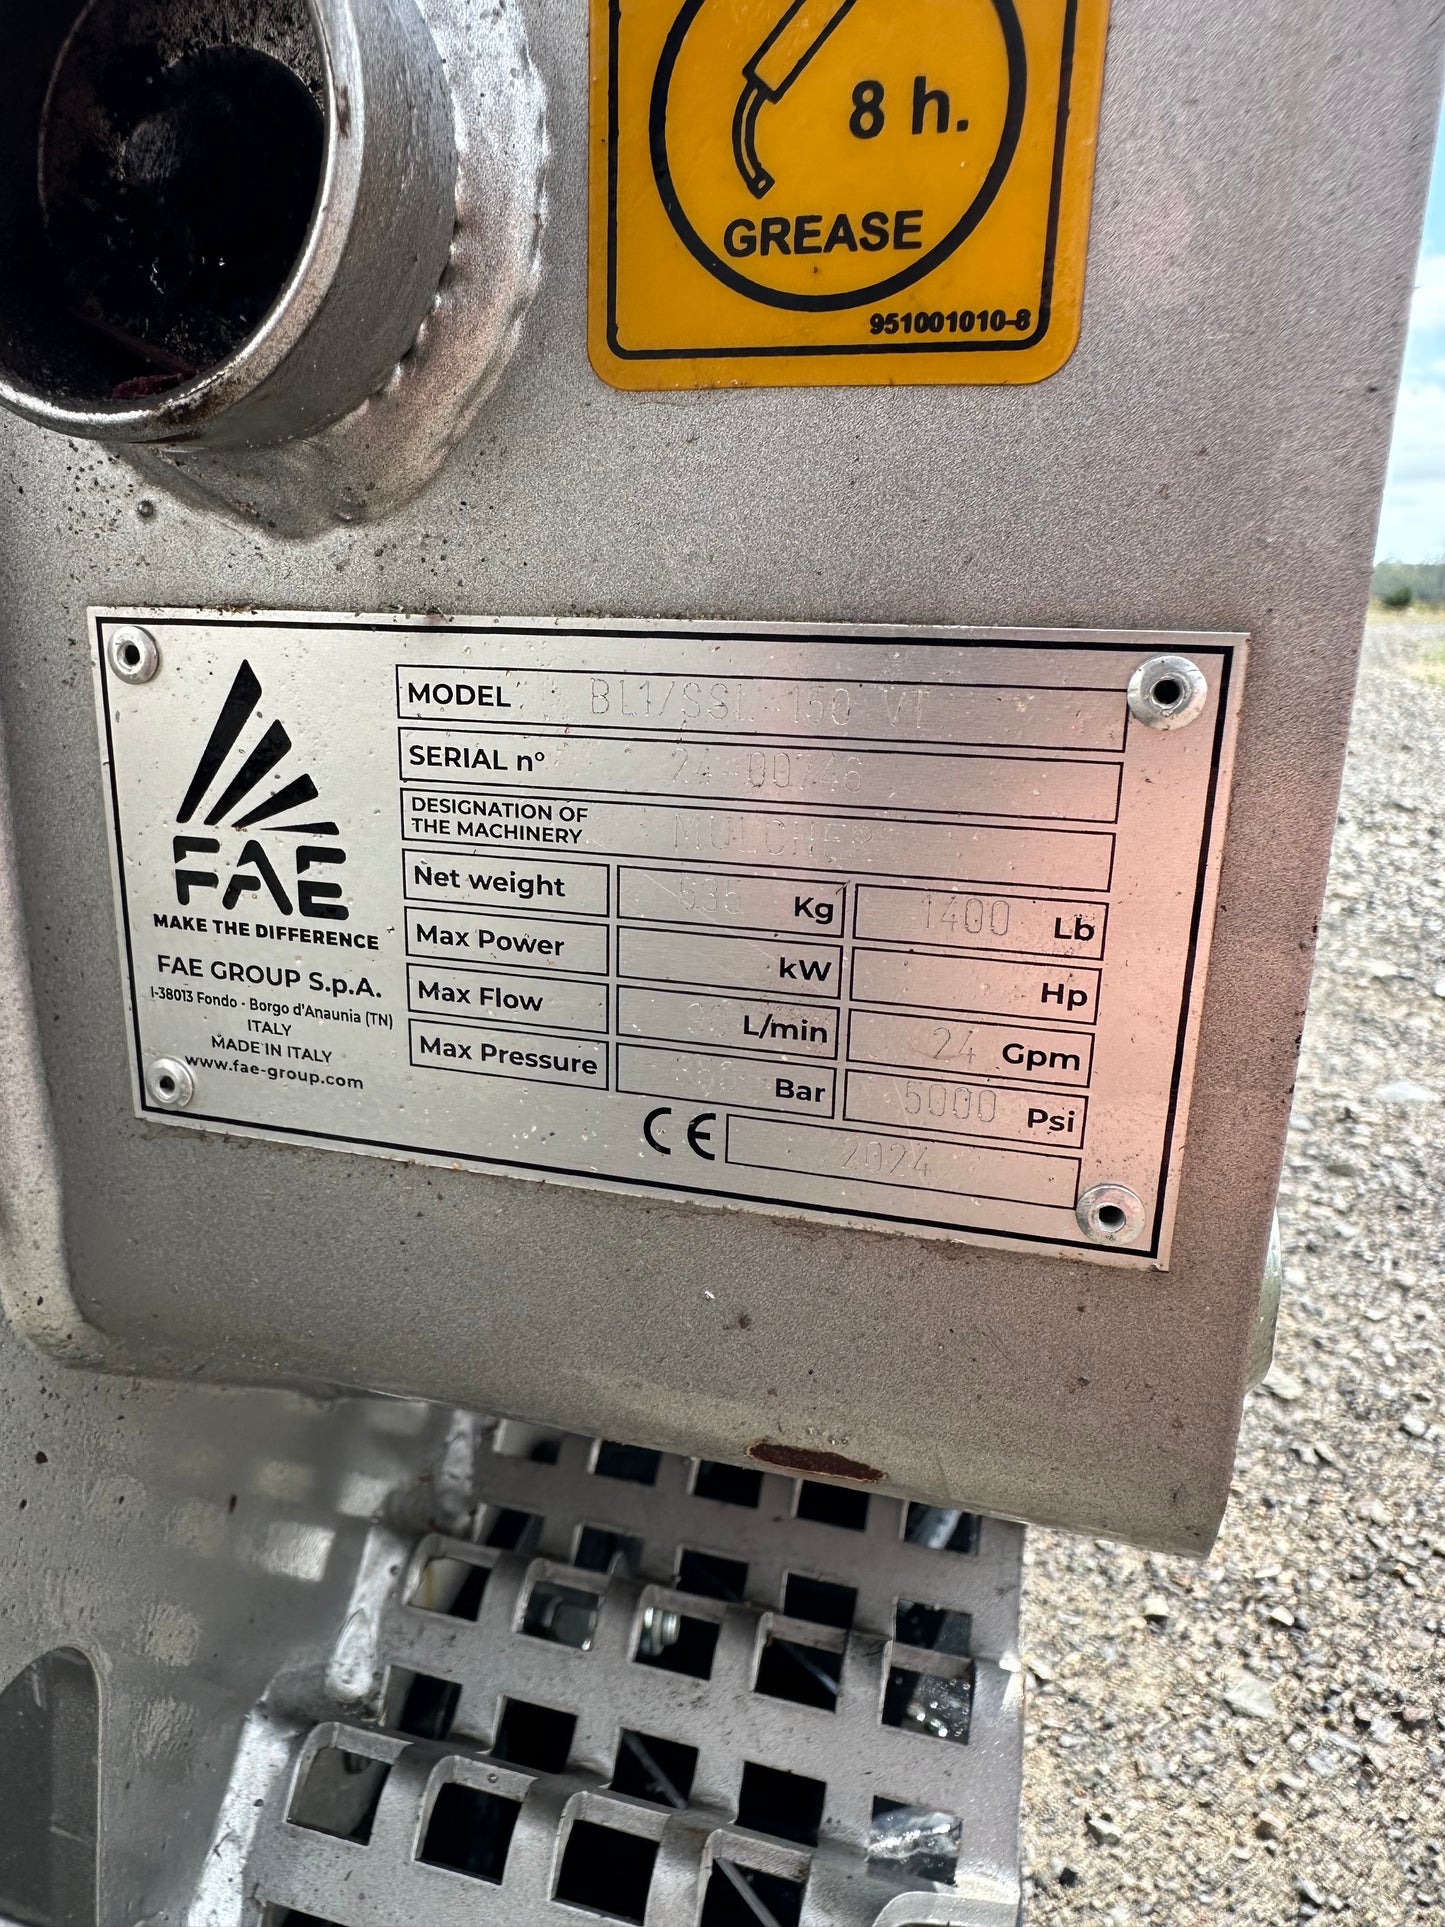 8 h.
GREASE
951001010-8
MODEL BL1/SSL-150 VT
SERIAL n° 24-00746
DESIGNATION OF
THE MACHINERY MULCHER
Net weight 635 Kg 1400 Lb
Max Power kW Hp
Max Flow L/min 24 Gpm
Max Pressure Bar 5000 Psi
CE 2024
FAE
MAKE THE DIFFERENCE
FAE GROUP S.p.A.
I-38013 Fondo - Borgo d'Anaunia (TN)
ITALY
MADE IN ITALY
www.fae-group.com